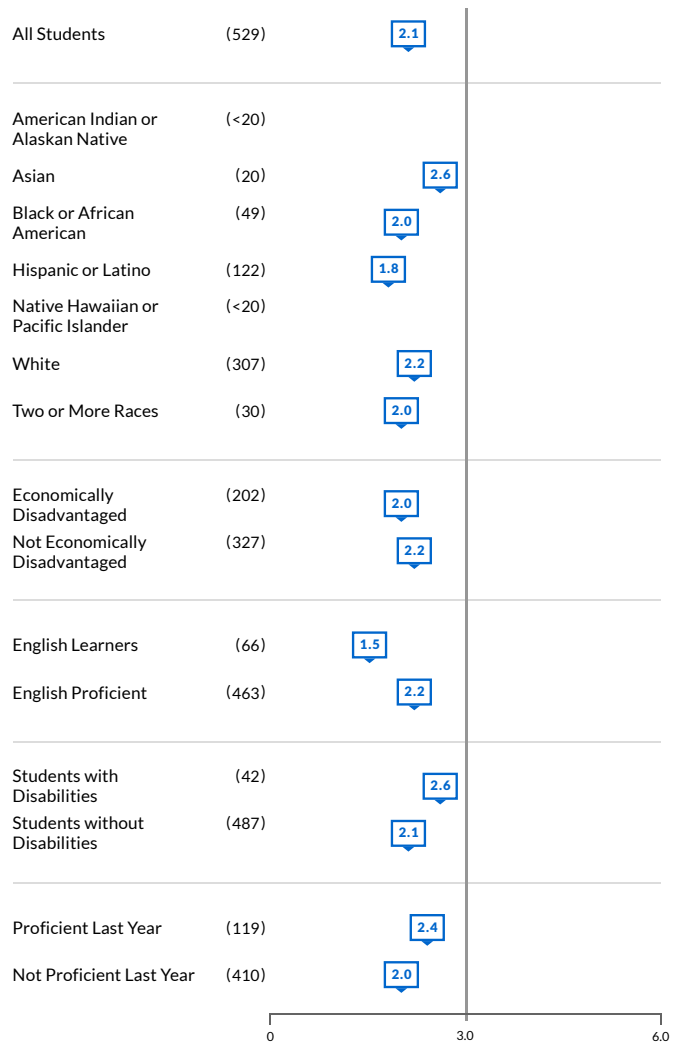 All Students (529) 2.1
American Indian or (<20)
Alaskan Native
Asian (20) 2.6
Black or African (49) 2.0
American
Hispanic or Latino (122) 1.8
Native Hawaiian or (<20)
Pacific Islander
White (307) 2.2
Two or More Races (30) 2.0
Economically (202) 2.0
Disadvantaged
Not Economically (327) 2.2
Disadvantaged
English Learners (66) 1.5
English Proficient (463) 2.2
Students with (42) 2.6
Disabilities
Students without (487) 2.1
Disabilities
Proficient Last Year (119) 2.4
Not Proficient Last Year (410) 2.0
0 3.0 6.0